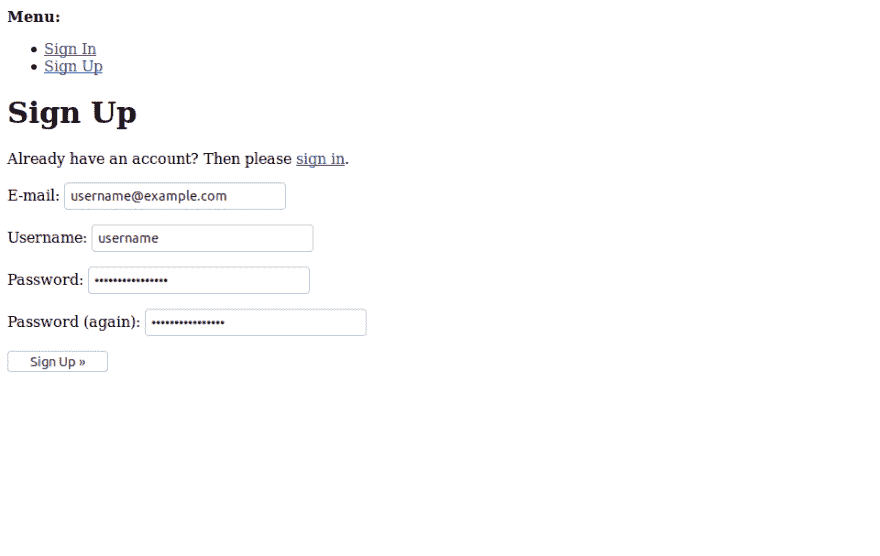 Menu:
Sign In
Sign Up
Sign Up
Already have an account? Then please sign in.
E-mail: username@example.com
Username: username
Password: ••••••••••••••••
Password (again): ••••••••••••••••
Sign Up »